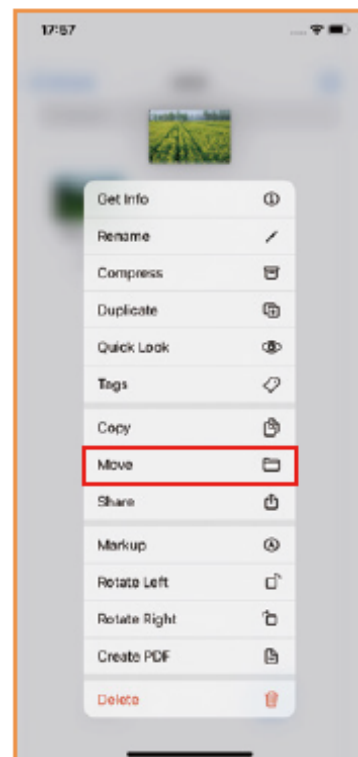 17:57
Get Info
Rename
Compress
Duplicate
Quick Look
Tags
Copy
Move
Share
Markup
Rotate Left
Rotate Right
Create PDF
Delete